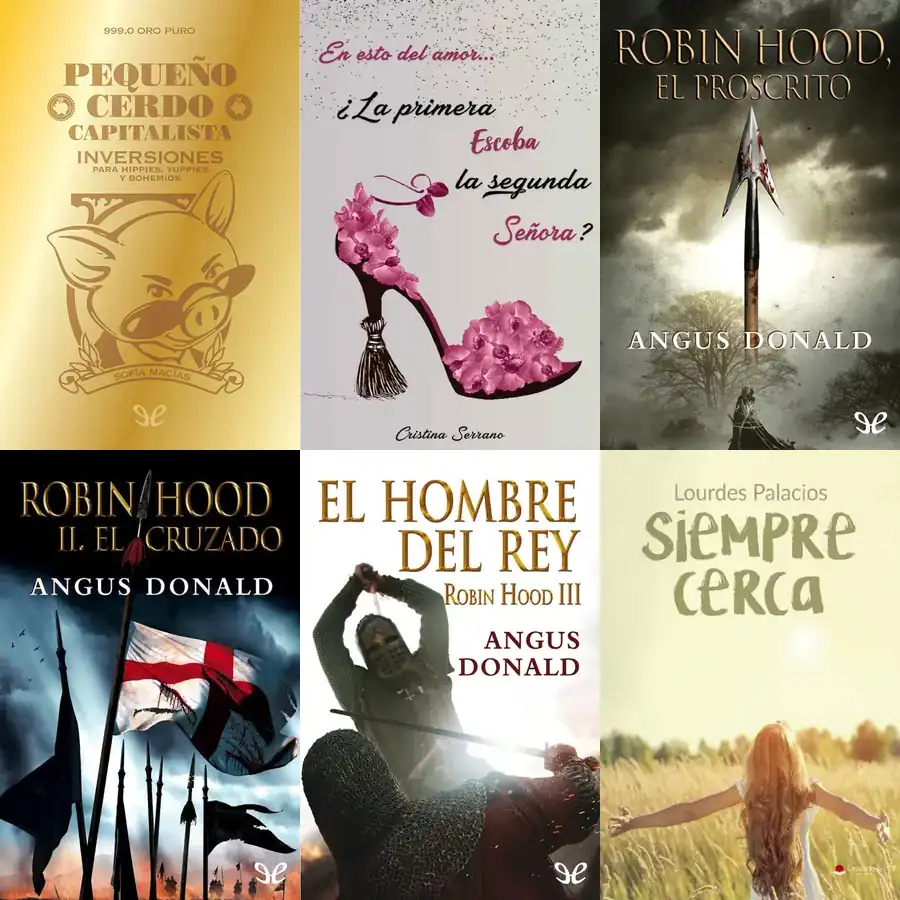 999.0 ORO PURO
PEQUEÑO
CERDO
CAPITALISTA
INVERSIONES
PARA HIPPIES, YUPPIES
Y BOHEMIOS
SOFÍA MACÍAS
En esto del amor...
¿La primera
Escoba
la segunda
Señora?
Cristina Serrano
ROBIN HOOD,
EL PROSCRITO
ANGUS DONALD
ROBIN HOOD
II. EL CRUZADO
ANGUS DONALD
EL HOMBRE
DEL REY
ROBIN HOOD III
ANGUS
DONALD
Lourdes Palacios
SIEMPRE
CERCA